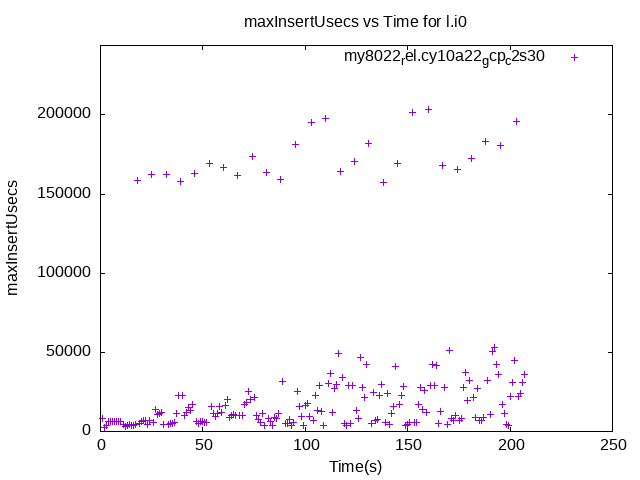 maxInsertUsecs vs Time for l.i0
my8022rel.cy10a22gcpc2s30
200000
150000
100000
50000
0
maxInsertUsecs
0 50 100 150 200 250
Time(s)